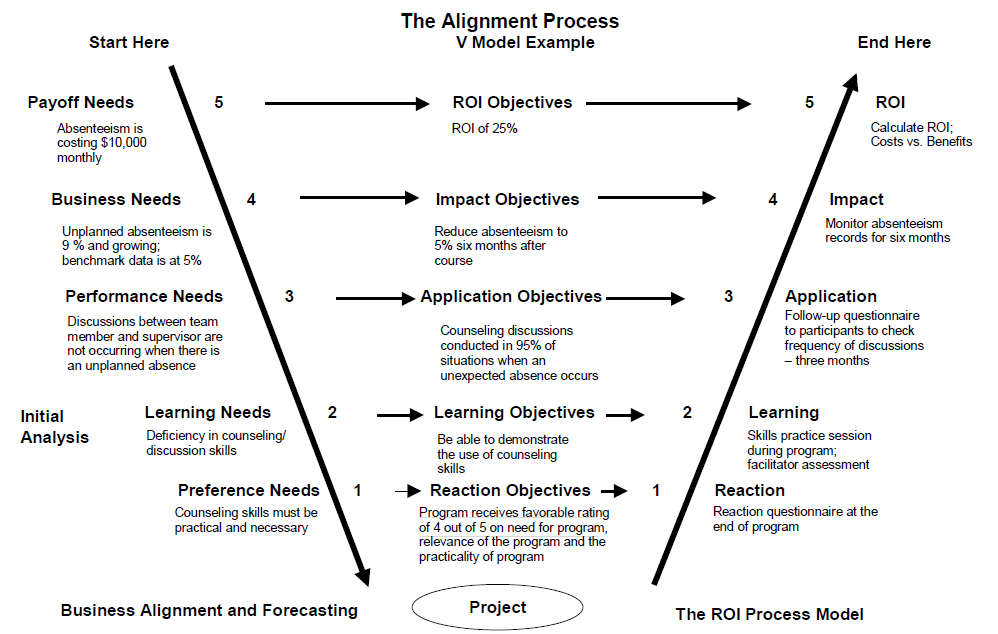 The Alignment Process
Start Here
V Model Example
End Here
Payoff Needs
5
ROI Objectives
5
ROI
Absenteeism is
costing $10,000
monthly
ROI of 25%
Calculate ROI;
Costs vs. Benefits
Business Needs
4
Impact Objectives
4
Impact
Unplanned absenteeism is
9 % and growing;
benchmark data is at 5%
Reduce absenteeism to
5% six months after
course
Monitor absenteeism
records for six months
Performance Needs
3
Application Objectives
3
Application
Discussions between team
member and supervisor are
not occurring when there is
an unplanned absence
Counseling discussions
conducted in 95% of
situations when an
unexpected absence occurs
Follow-up questionnaire
to participants to check
frequency of discussions
– three months
Initial
Analysis
Learning Needs
2
Learning Objectives
2
Learning
Deficiency in counseling/
discussion skills
Be able to demonstrate
the use of counseling
skills
Skills practice session
during program;
facilitator assessment
Preference Needs
1
Reaction Objectives
1
Reaction
Counseling skills must be
practical and necessary
Program receives favorable rating
of 4 out of 5 on need for program,
relevance of the program and the
practicality of program
Reaction questionnaire at the
end of program
Business Alignment and Forecasting
Project
The ROI Process Model